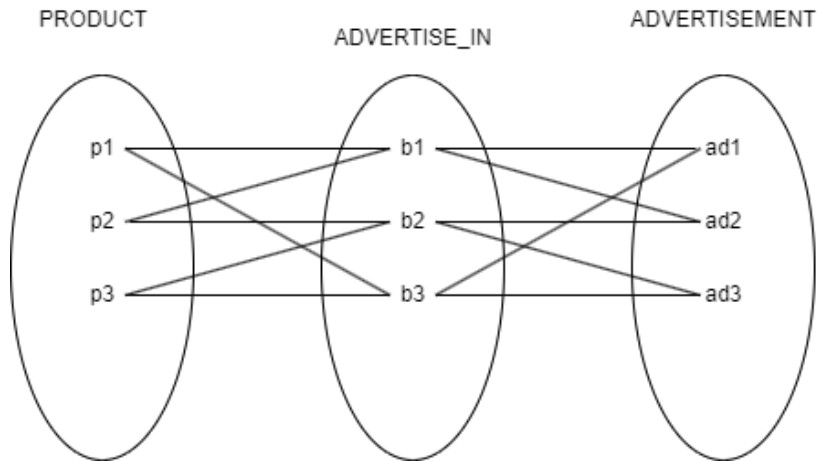 PRODUCT
ADVERTISE_IN
ADVERTISEMENT
p1 b1 ad1
p2 b2 ad2
p3 b3 ad3